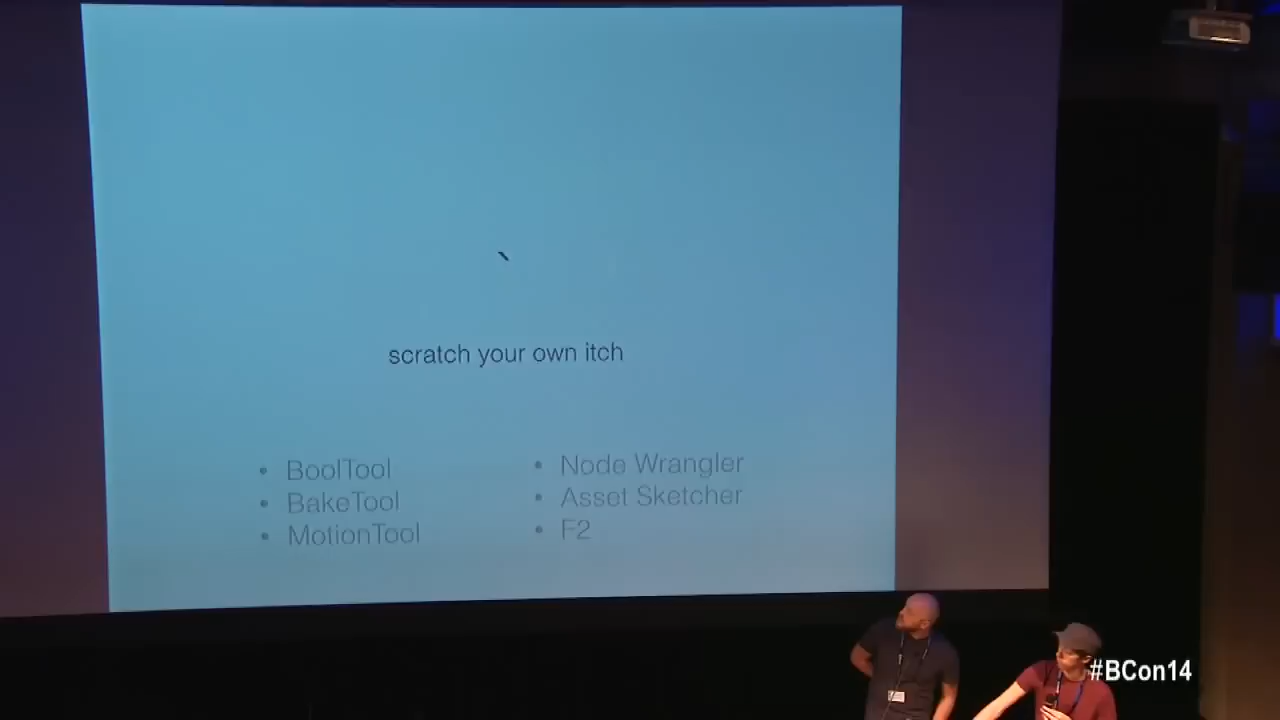 scratch your own itch
• BoolTool
• BakeTool
• MotionTool
• Node Wrangler
• Asset Sketcher
• F2
#BCon14